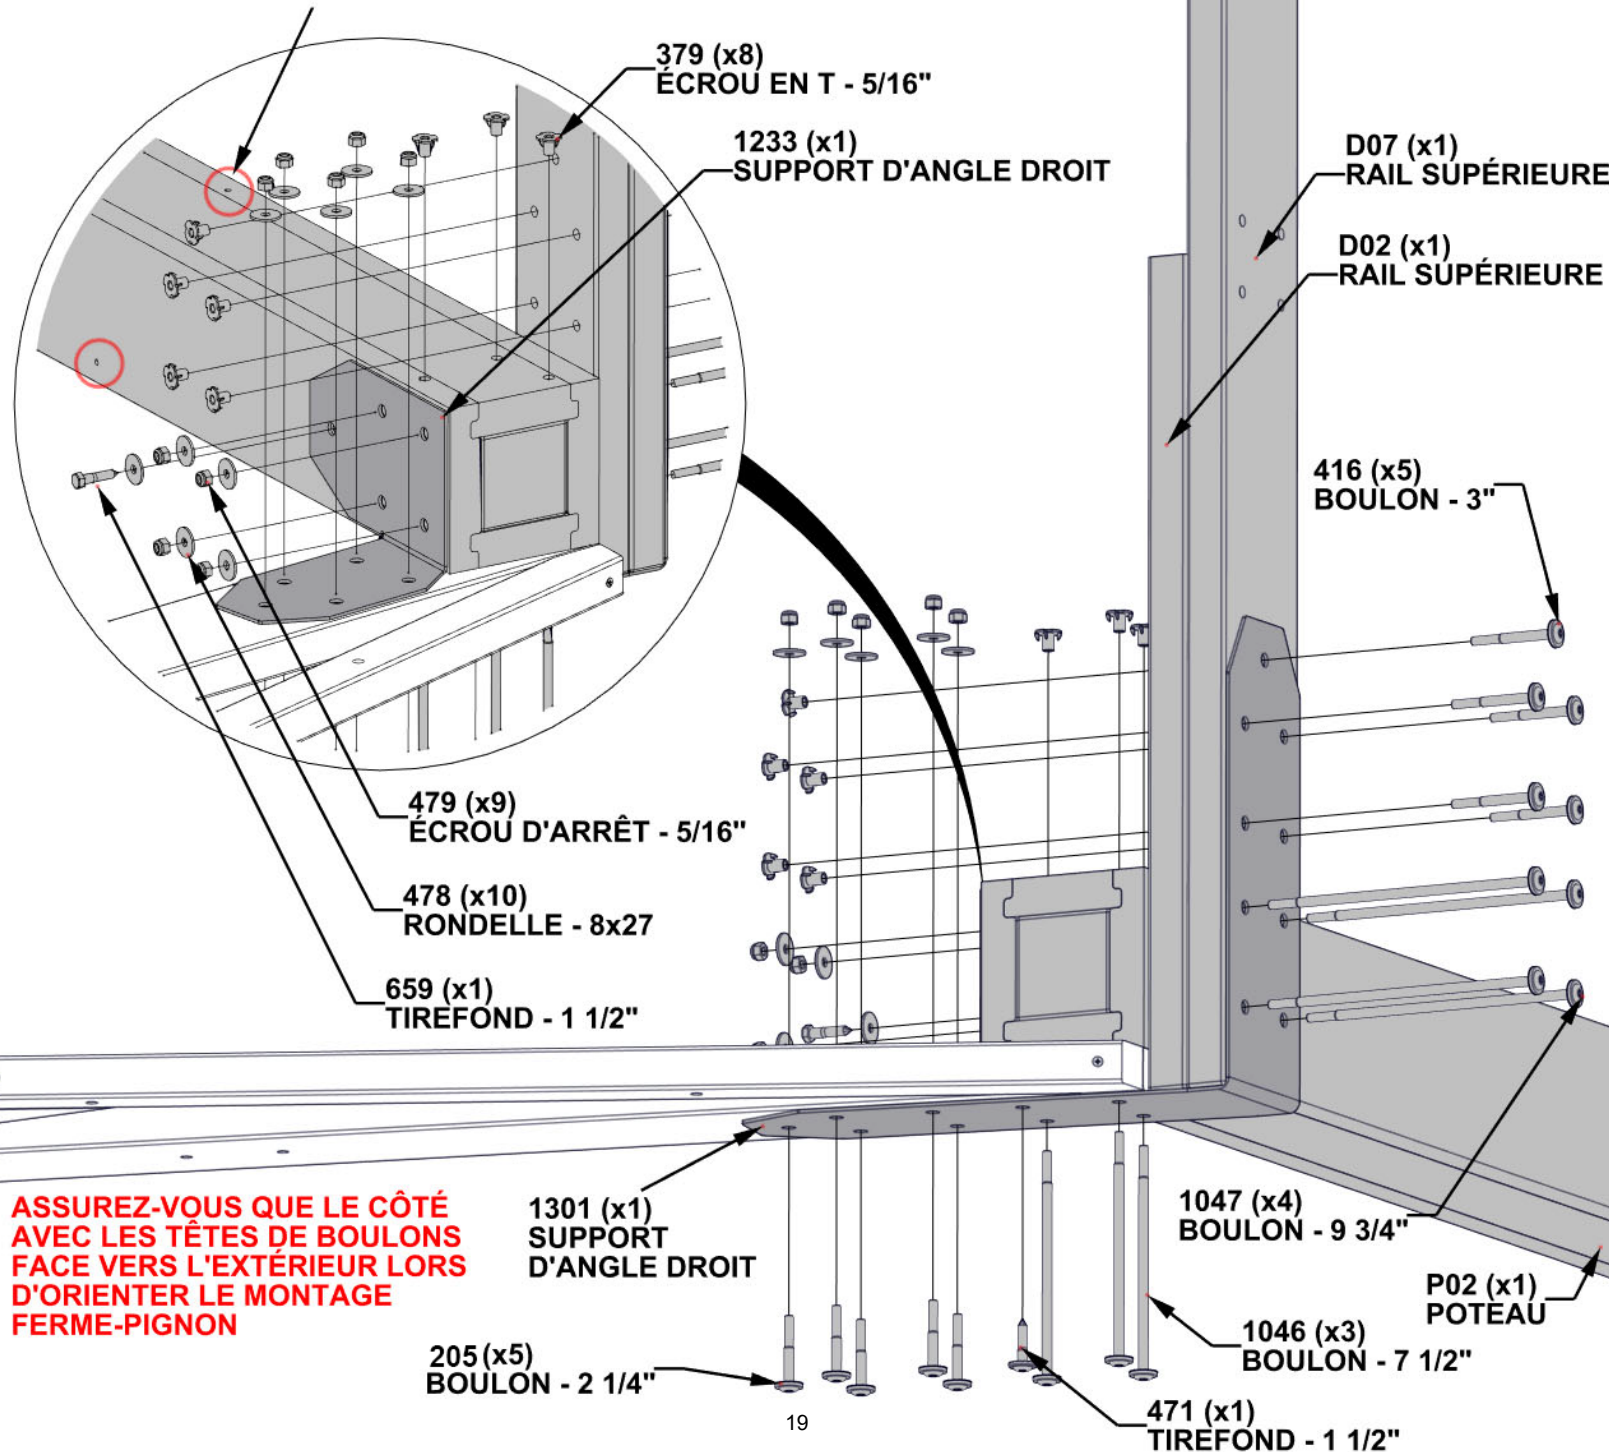 379 (x8)
ÉCROU EN T - 5/16"
1233 (x1)
SUPPORT D'ANGLE DROIT
D07 (x1)
RAIL SUPÉRIEURE
D02 (x1)
RAIL SUPÉRIEURE
416 (x5)
BOULON - 3"
479 (x9)
ÉCROU D'ARRÊT - 5/16"
478 (x10)
RONDELLE - 8x27
659 (x1)
TIREFOND - 1 1/2"
ASSUREZ-VOUS QUE LE CÔTÉ
AVEC LES TÊTES DE BOULONS
FACE VERS L'EXTÉRIEUR LORS
D'ORIENTER LE MONTAGE
FERME-PIGNON
1301 (x1)
SUPPORT
D'ANGLE DROIT
1047 (x4)
BOULON - 9 3/4"
P02 (x1)
POTEAU
1046 (x3)
BOULON - 7 1/2"
205 (x5)
BOULON - 2 1/4"
471 (x1)
TIREFOND - 1 1/2"
19